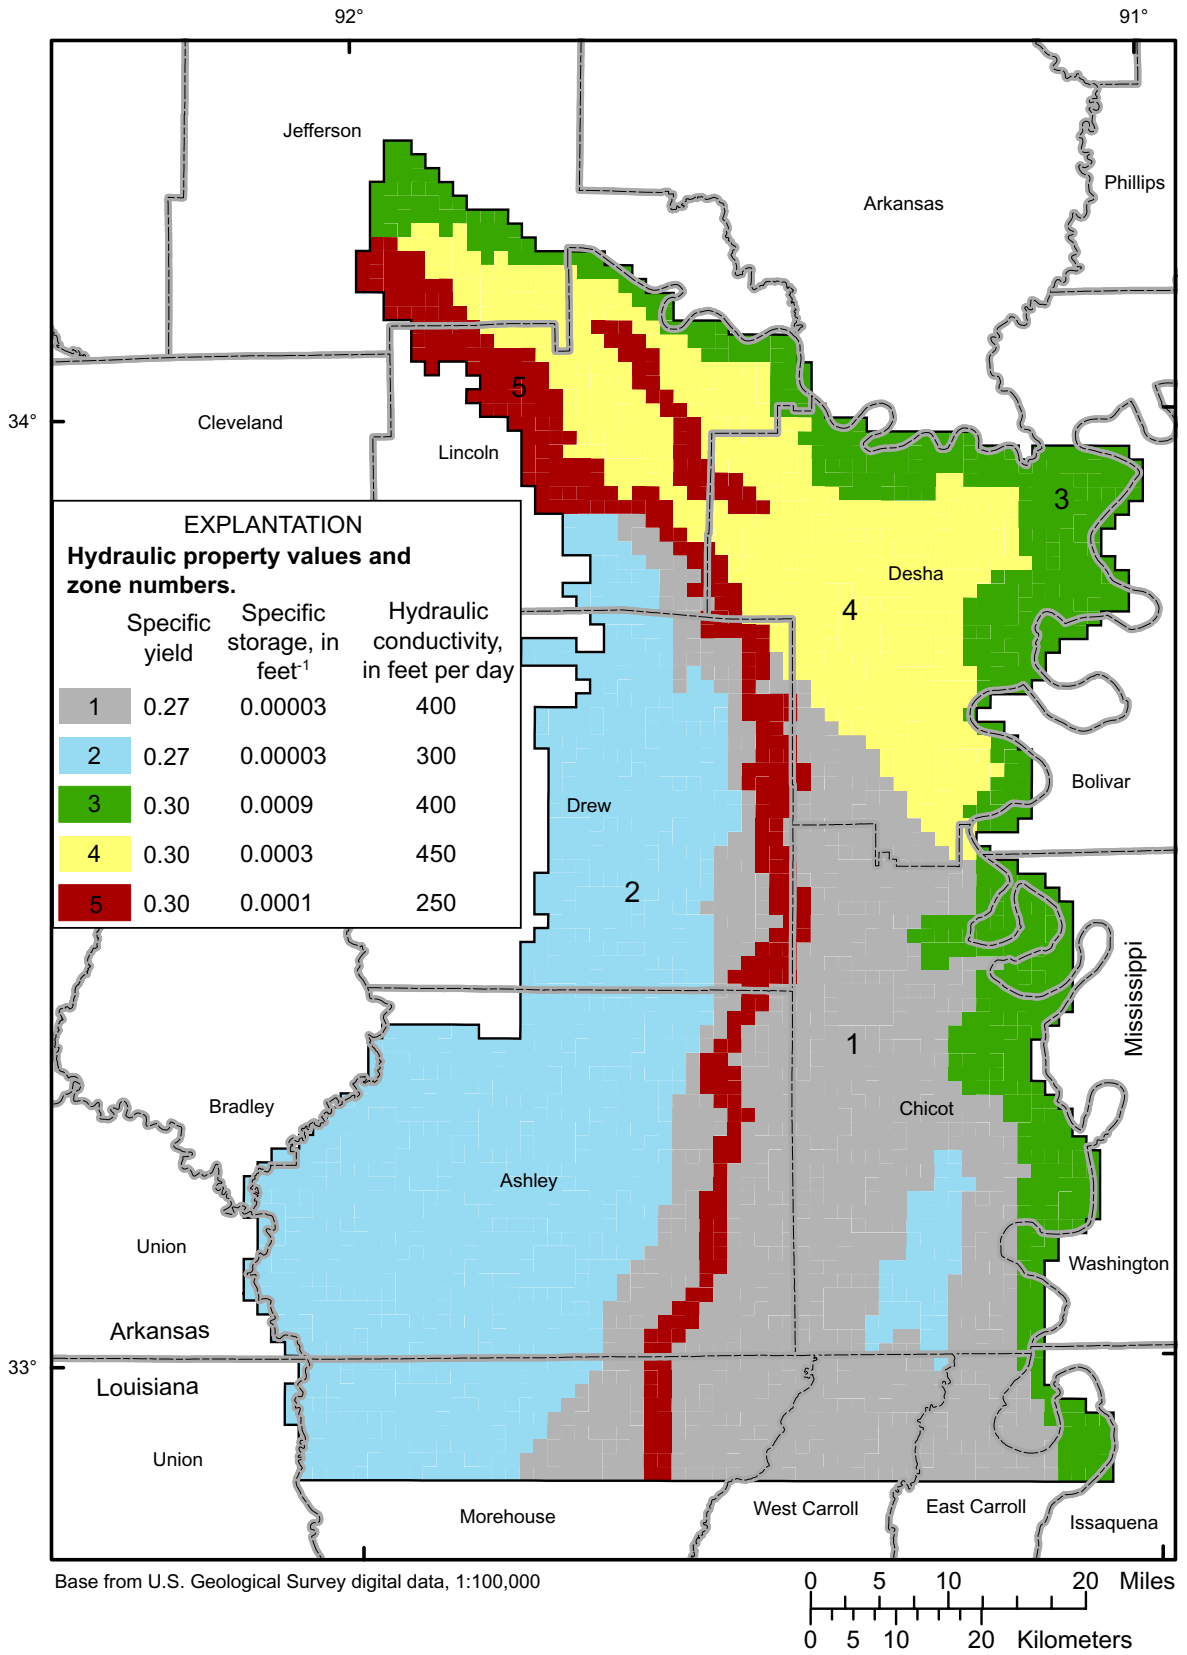 92°
91°
Jefferson
Phillips
Arkansas
34°
Cleveland
Lincoln
5
3
Desha
4
EXPLANTATION
Hydraulic property values and
zone numbers.
Specific yield
Specific storage, in feet-1
Hydraulic conductivity, in feet per day
1 0.27 0.00003 400
2 0.27 0.00003 300
3 0.30 0.0009 400
4 0.30 0.0003 450
5 0.30 0.0001 250
Drew
Bolivar
2
Mississippi
1
Bradley
Chicot
Ashley
Union
Washington
Arkansas
33°
Louisiana
Union
Morehouse
West Carroll
East Carroll
Issaquena
Base from U.S. Geological Survey digital data, 1:100,000
0 5 10 20 Miles
0 5 10 20 Kilometers